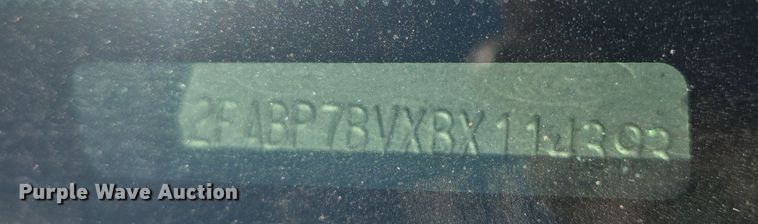 2FABP7BVXBX114393
Purple Wave Auction